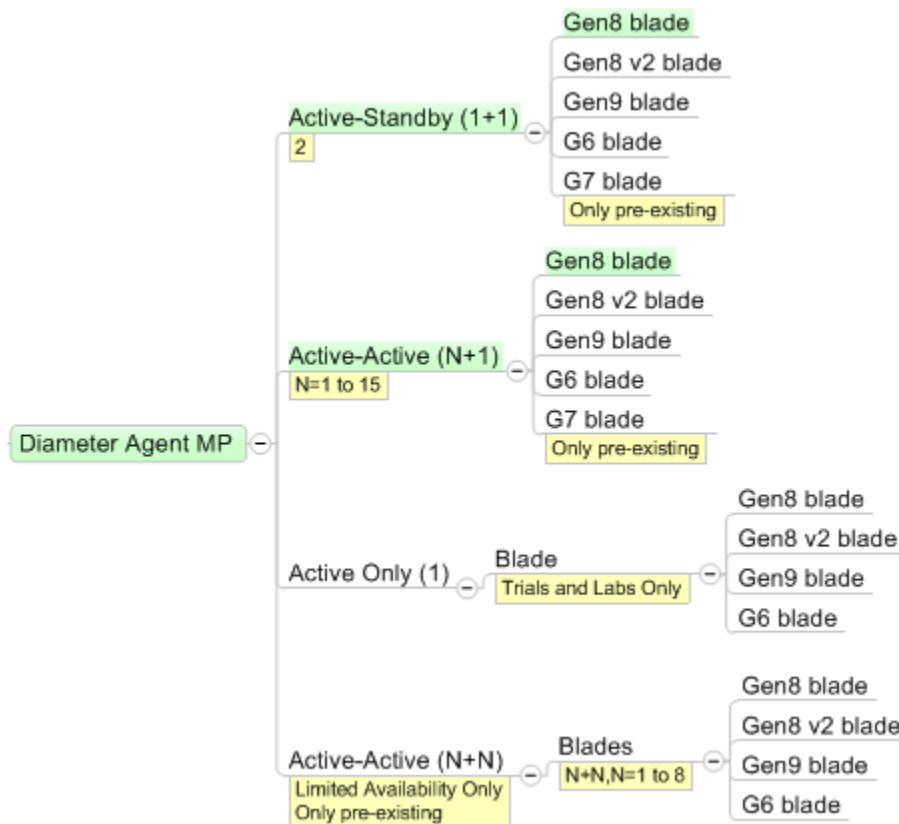 Diameter Agent MP
Active-Standby (1+1)
2
Gen8 blade
Gen8 v2 blade
Gen9 blade
G6 blade
G7 blade
Only pre-existing
Active-Active (N+1)
N=1 to 15
Gen8 blade
Gen8 v2 blade
Gen9 blade
G6 blade
G7 blade
Only pre-existing
Active Only (1)
Blade
Trials and Labs Only
Gen8 blade
Gen8 v2 blade
Gen9 blade
G6 blade
Active-Active (N+N)
Limited Availability Only
Only pre-existing
Blades
N+N,N=1 to 8
Gen8 blade
Gen8 v2 blade
Gen9 blade
G6 blade